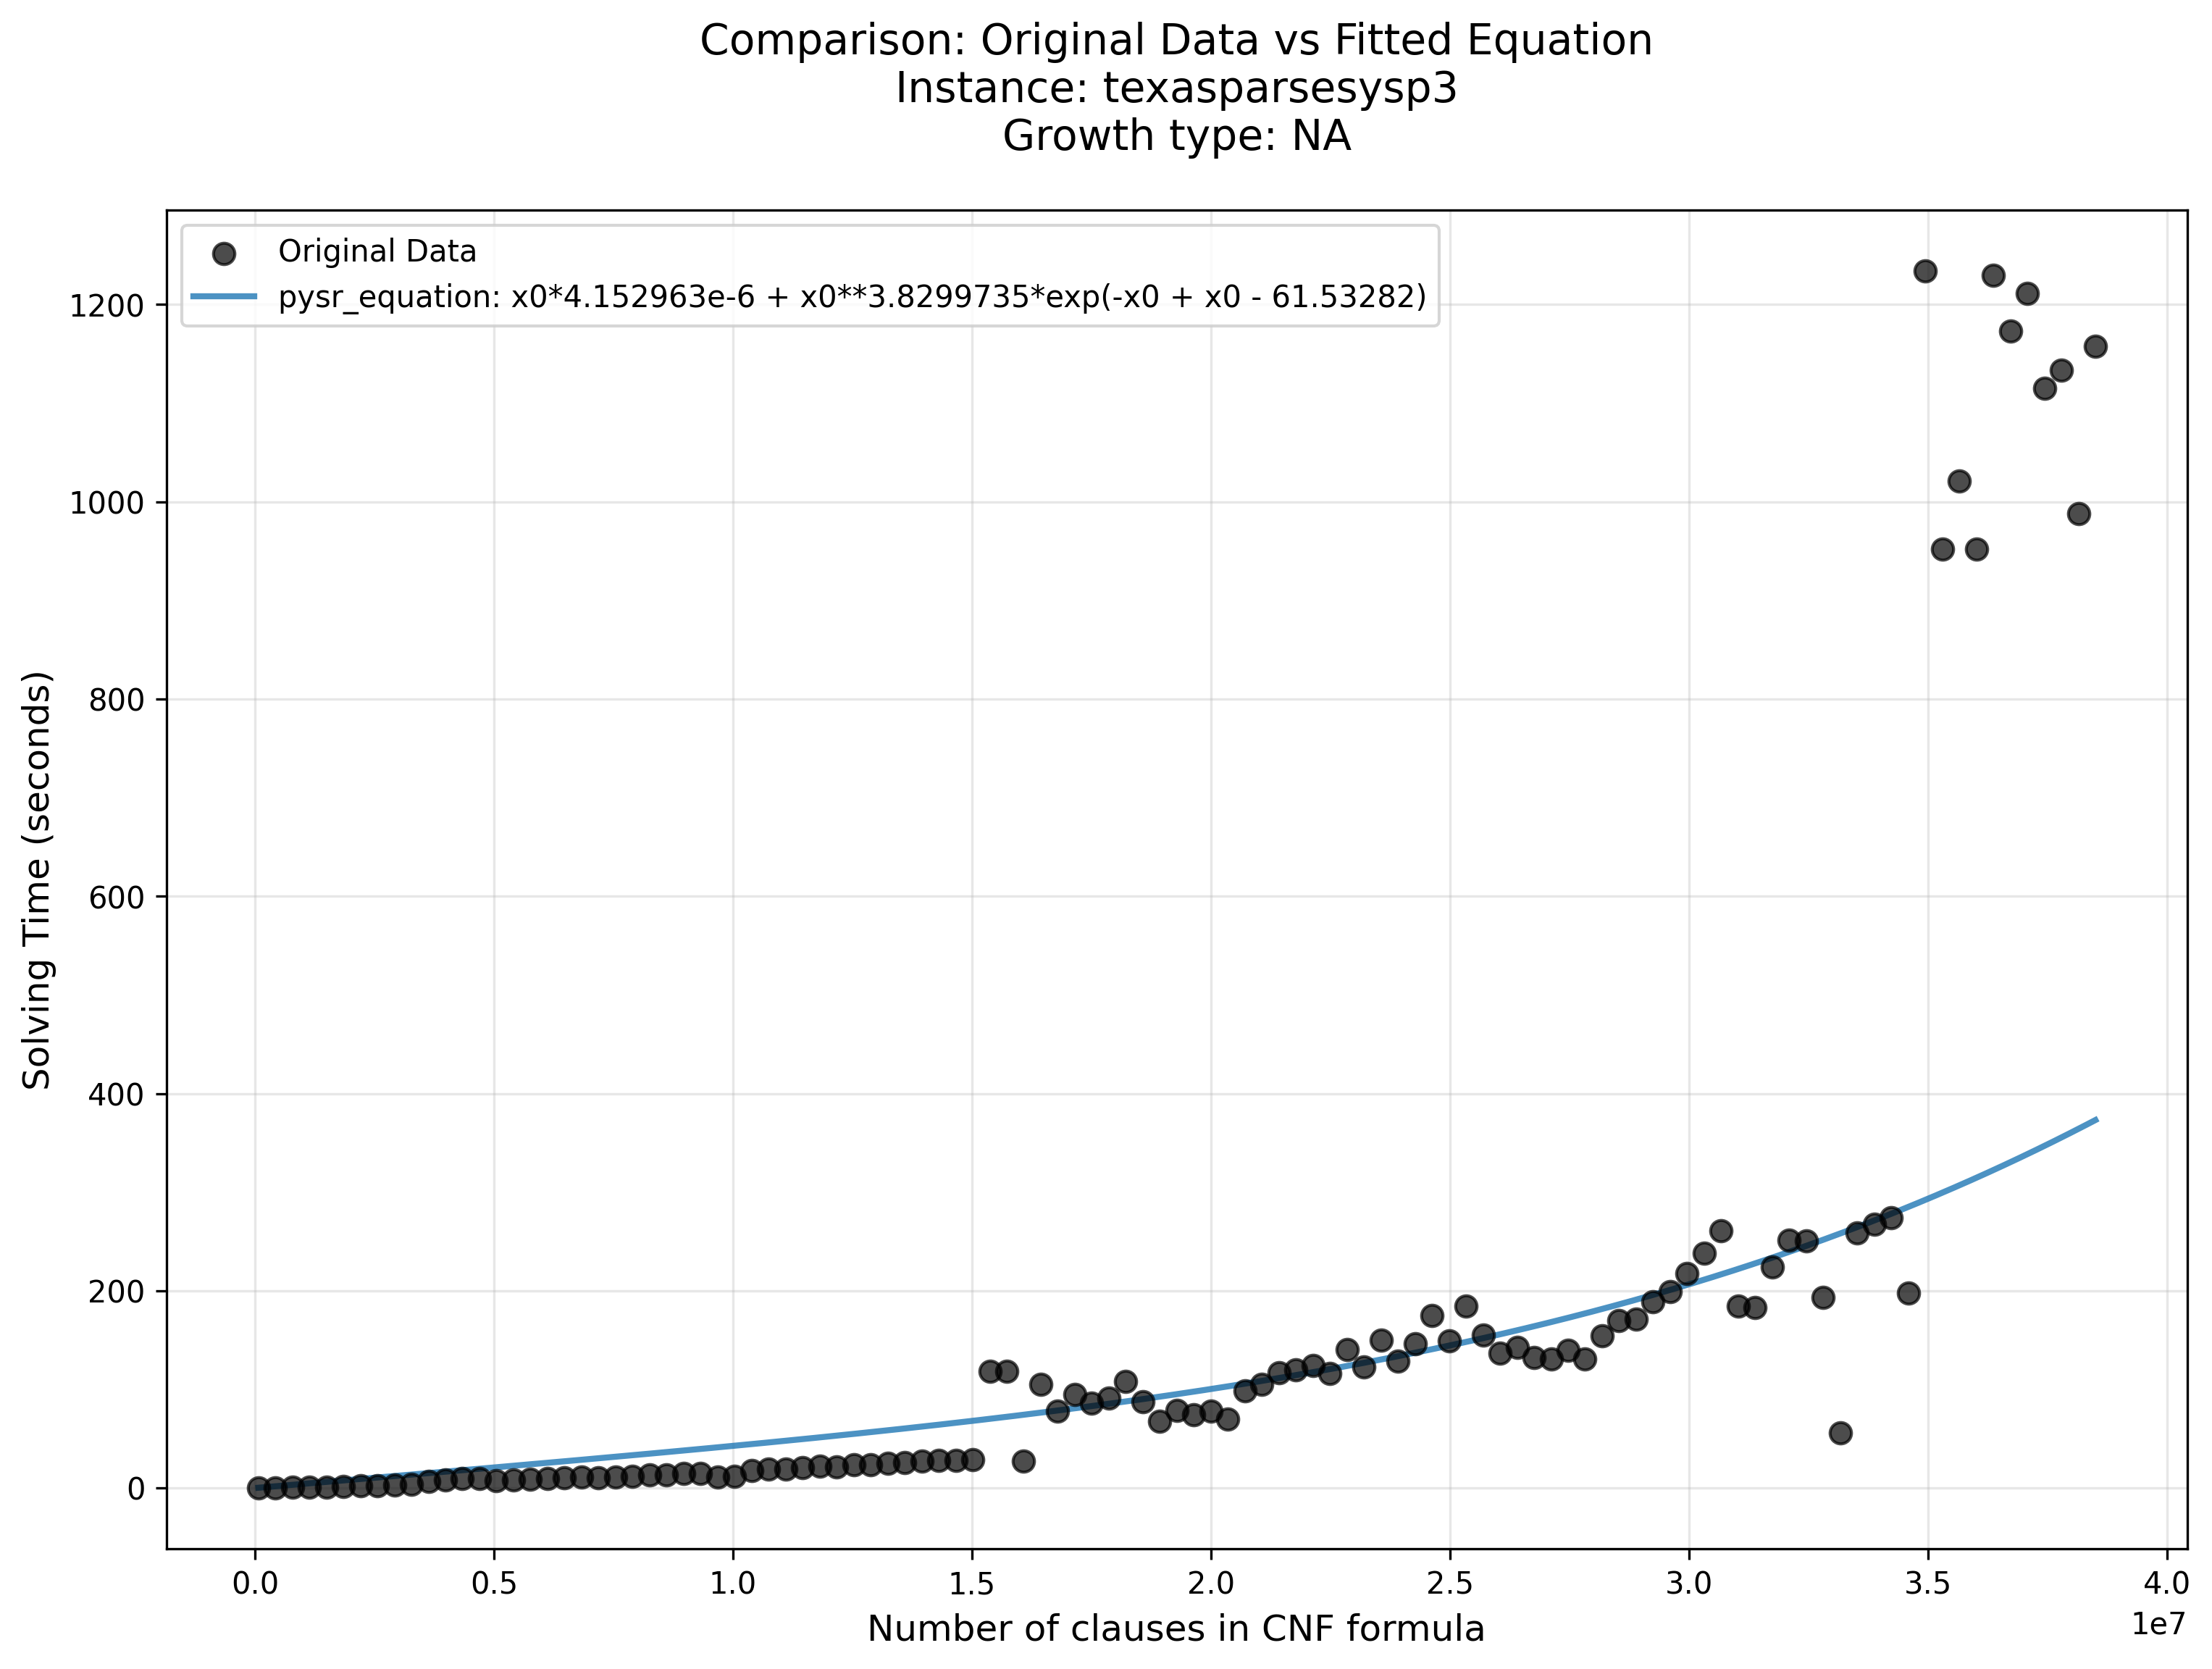 Comparison: Original Data vs Fitted Equation
Instance: texasparsesysp3
Growth type: NA
Original Data
pysr_equation: x0*4.152963e-6 + x0**3.8299735*exp(-x0 + x0 - 61.53282)
1200
1000
800
600
400
200
0
Solving Time (seconds)
0.0 0.5 1.0 1.5 2.0 2.5 3.0 3.5 4.0
1e7
Number of clauses in CNF formula